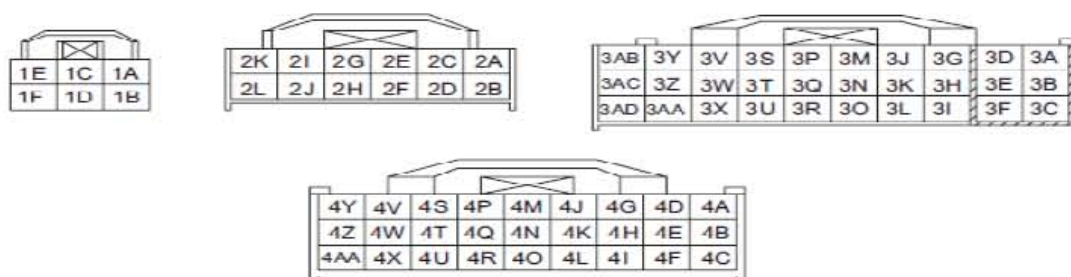 1E 1C 1A
1F 1D 1B
2K 2I 2G 2E 2C 2A
2L 2J 2H 2F 2D 2B
3AB 3Y 3V 3S 3P 3M 3J 3G 3D 3A
3AC 3Z 3W 3T 3Q 3N 3K 3H 3E 3B
3AD 3AA 3X 3U 3R 3O 3L 3I 3F 3C
4Y 4V 4S 4P 4M 4J 4G 4D 4A
4Z 4W 4T 4Q 4N 4K 4H 4E 4B
4AA 4X 4U 4R 4O 4L 4I 4F 4C